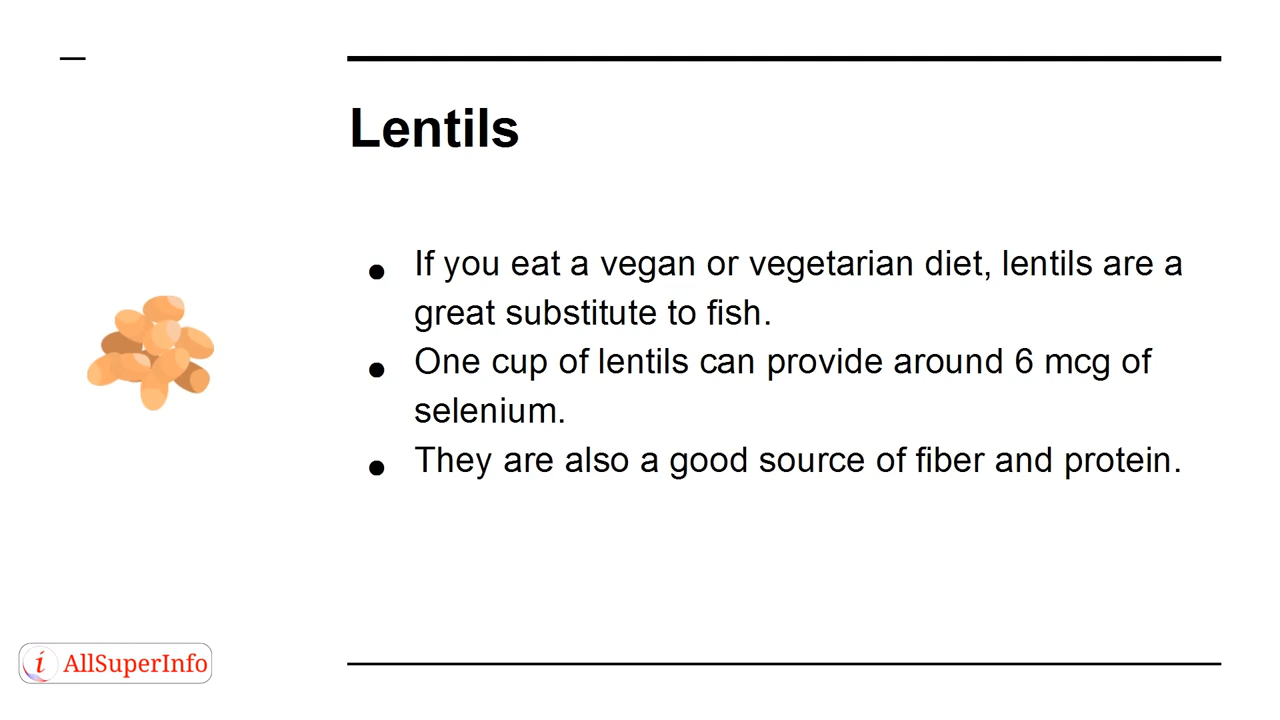 Lentils
● If you eat a vegan or vegetarian diet, lentils are a
great substitute to fish.
● One cup of lentils can provide around 6 mcg of
selenium.
● They are also a good source of fiber and protein.
i AllSuperInfo